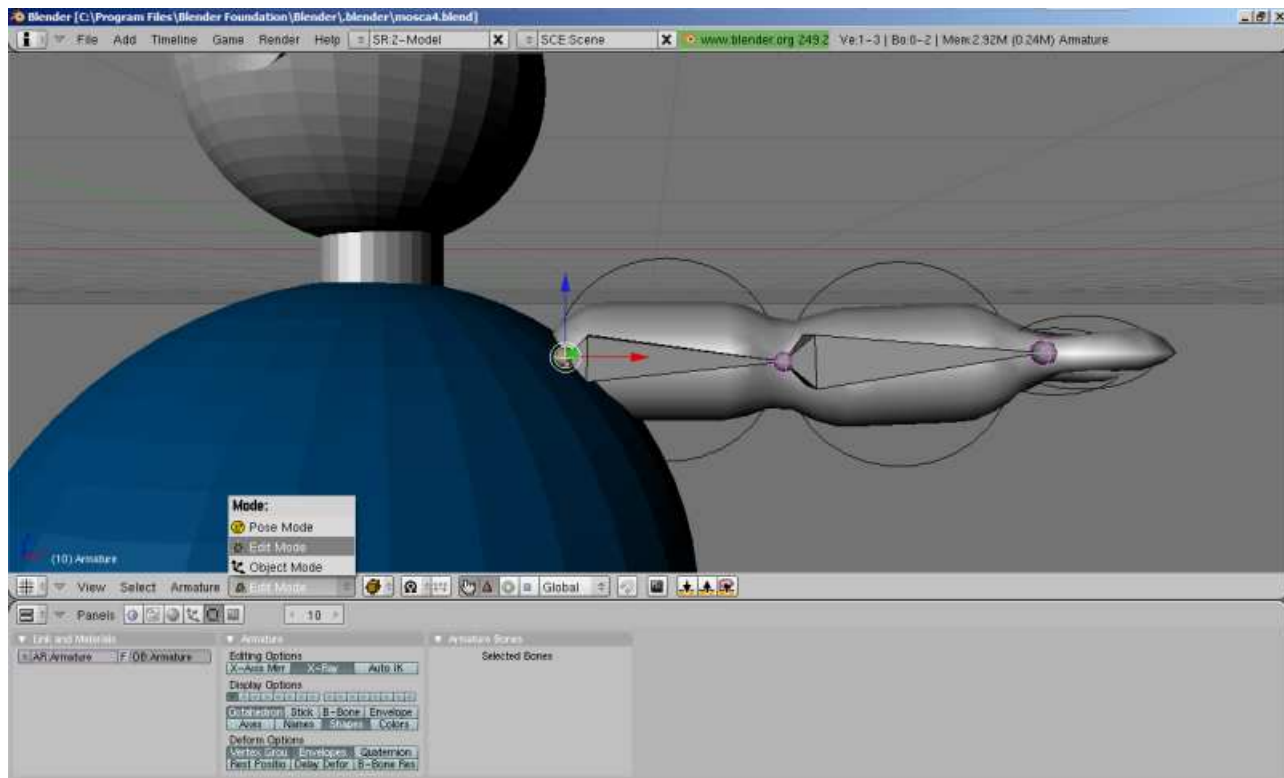 Blender [C:\Program Files\Blender Foundation\Blender\.blender\mosca4.blend]
File Add Timeline Game Render Help SR:2-Model X SCE:Scene X www.blender.org 249.2 Ve:1-3 | Bo:0-2 | Mem:2.92M (0.24M) Armature
Mode:
Pose Mode
Edit Mode
Object Mode
(10) Armature
View Select Armature Edit Mode Global
Panels 10
Link and Materials Armature Armature Bones
AR:Armature F OB:Armature Editing Options Selected Bones
X-Axis Mirr X-Ray Auto IK
Display Options
Octahedron Stick B-Bone Envelope
Axes Names Shapes Colors
Deform Options
Vertex Grou Envelopes Quaternion
Rest Positio Delay Defor B-Bone Res